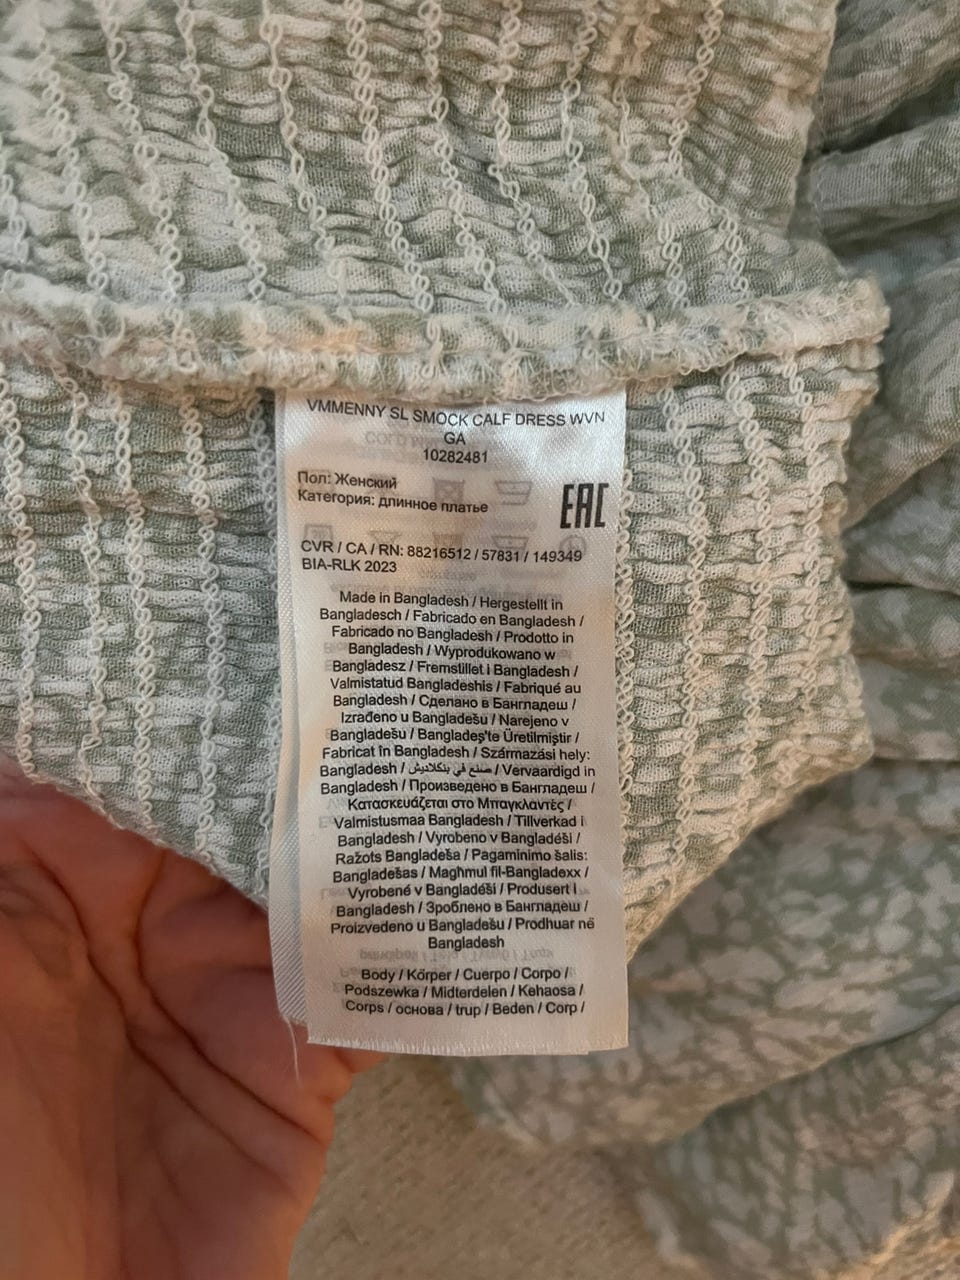 VMMENNY SL SMOCK CALF DRESS WVN
GA
10282481
Пол: Женский
Категория: длинное платье
EAC
CVR / CA / RN: 88216512 / 57831 / 149349
BIA-RLK 2023
Made in Bangladesh / Hergestellt in
Bangladesch / Fabricado en Bangladesh /
Fabricado no Bangladesh / Prodotto in
Bangladesh / Wyprodukowano w
Bangladesz / Fremstillet i Bangladesh /
Valmistatud Bangladeshis / Fabriqué au
Bangladesh / Сделано в Бангладеш /
Izrađeno u Bangladešu / Narejeno v
Bangladešu / Bangladeş'te Üretilmiştir /
Fabricat în Bangladesh / Származási hely:
Bangladesh / صنع في بنكلاديش / Vervaardigd in
Bangladesh / Произведено в Бангладеш /
Κατασκευάζεται στο Μπαγκλαντές /
Valmistusmaa Bangladesh / Tillverkad i
Bangladesh / Vyrobeno v Bangladéši /
Ražots Bangladeša / Pagaminimo šalis:
Bangladešas / Maghmul fil-Bangladexx /
Vyrobené v Bangladéši / Produsert i
Bangladesh / Зроблено в Бангладеш /
Proizvedeno u Bangladešu / Prodhuar në
Bangladesh
Body / Körper / Cuerpo / Corpo /
Podszewka / Midterdelen / Kehaosa /
Corps / основа / trup / Beden / Corp /